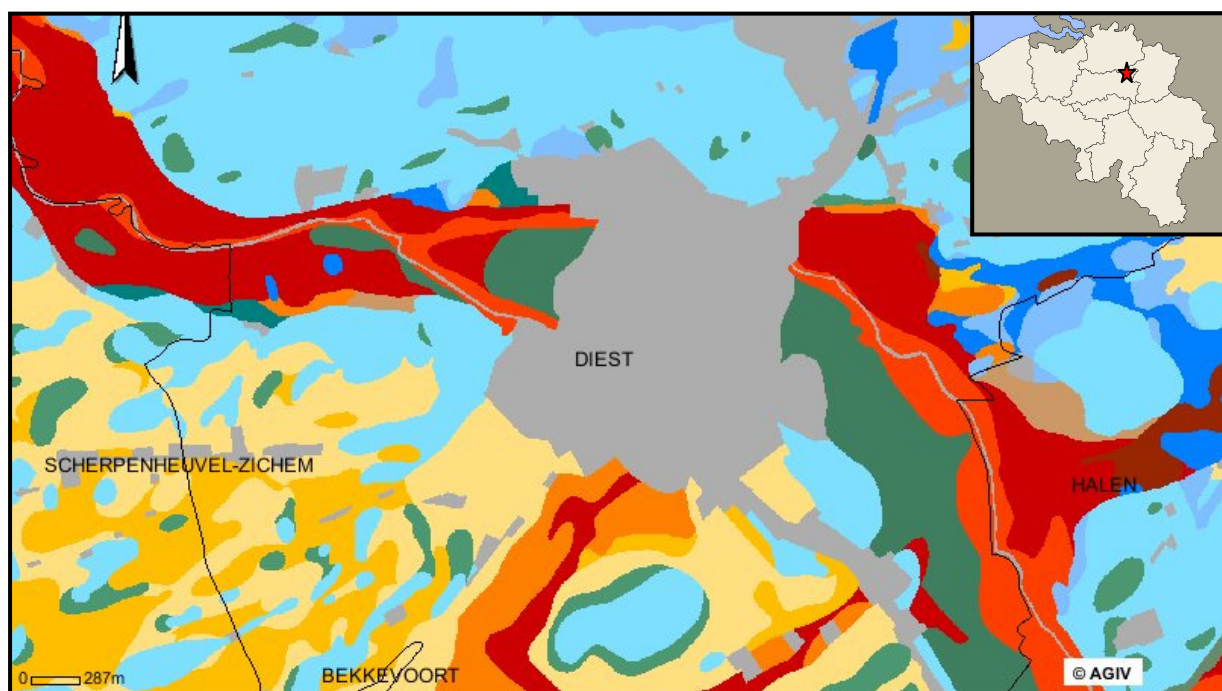 DIEST
SCHERPENHEUVEL-ZICHEM
HALEN
BEKKEVOORT
0 287m
© AGIV